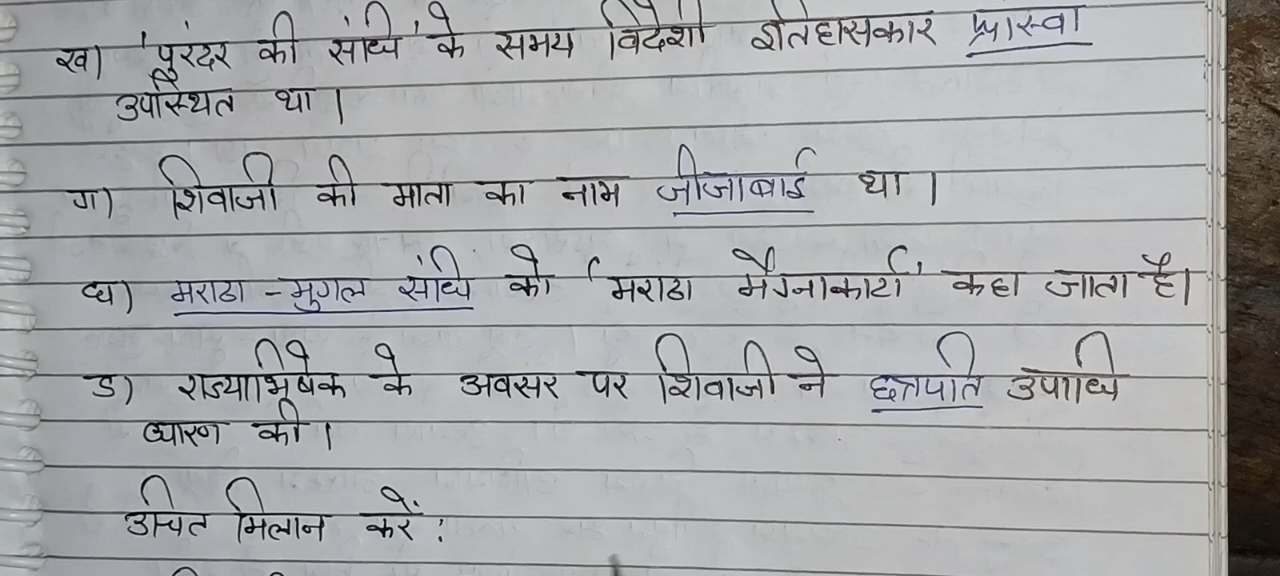 ख) 'पुरंदर की संधि' के समय विदेशी इतिहासकार
उपस्थित था।
ग) शिवाजी की माता का नाम जीजाबाई था।
घ) मराठा - मुगल संधि को 'मराठा मैग्नाकार्टा' कहा जाता है।
ड) राज्याभिषेक के अवसर पर शिवाजी ने छत्रपति उपाधि
धारण की।
उचित मिलान करें :